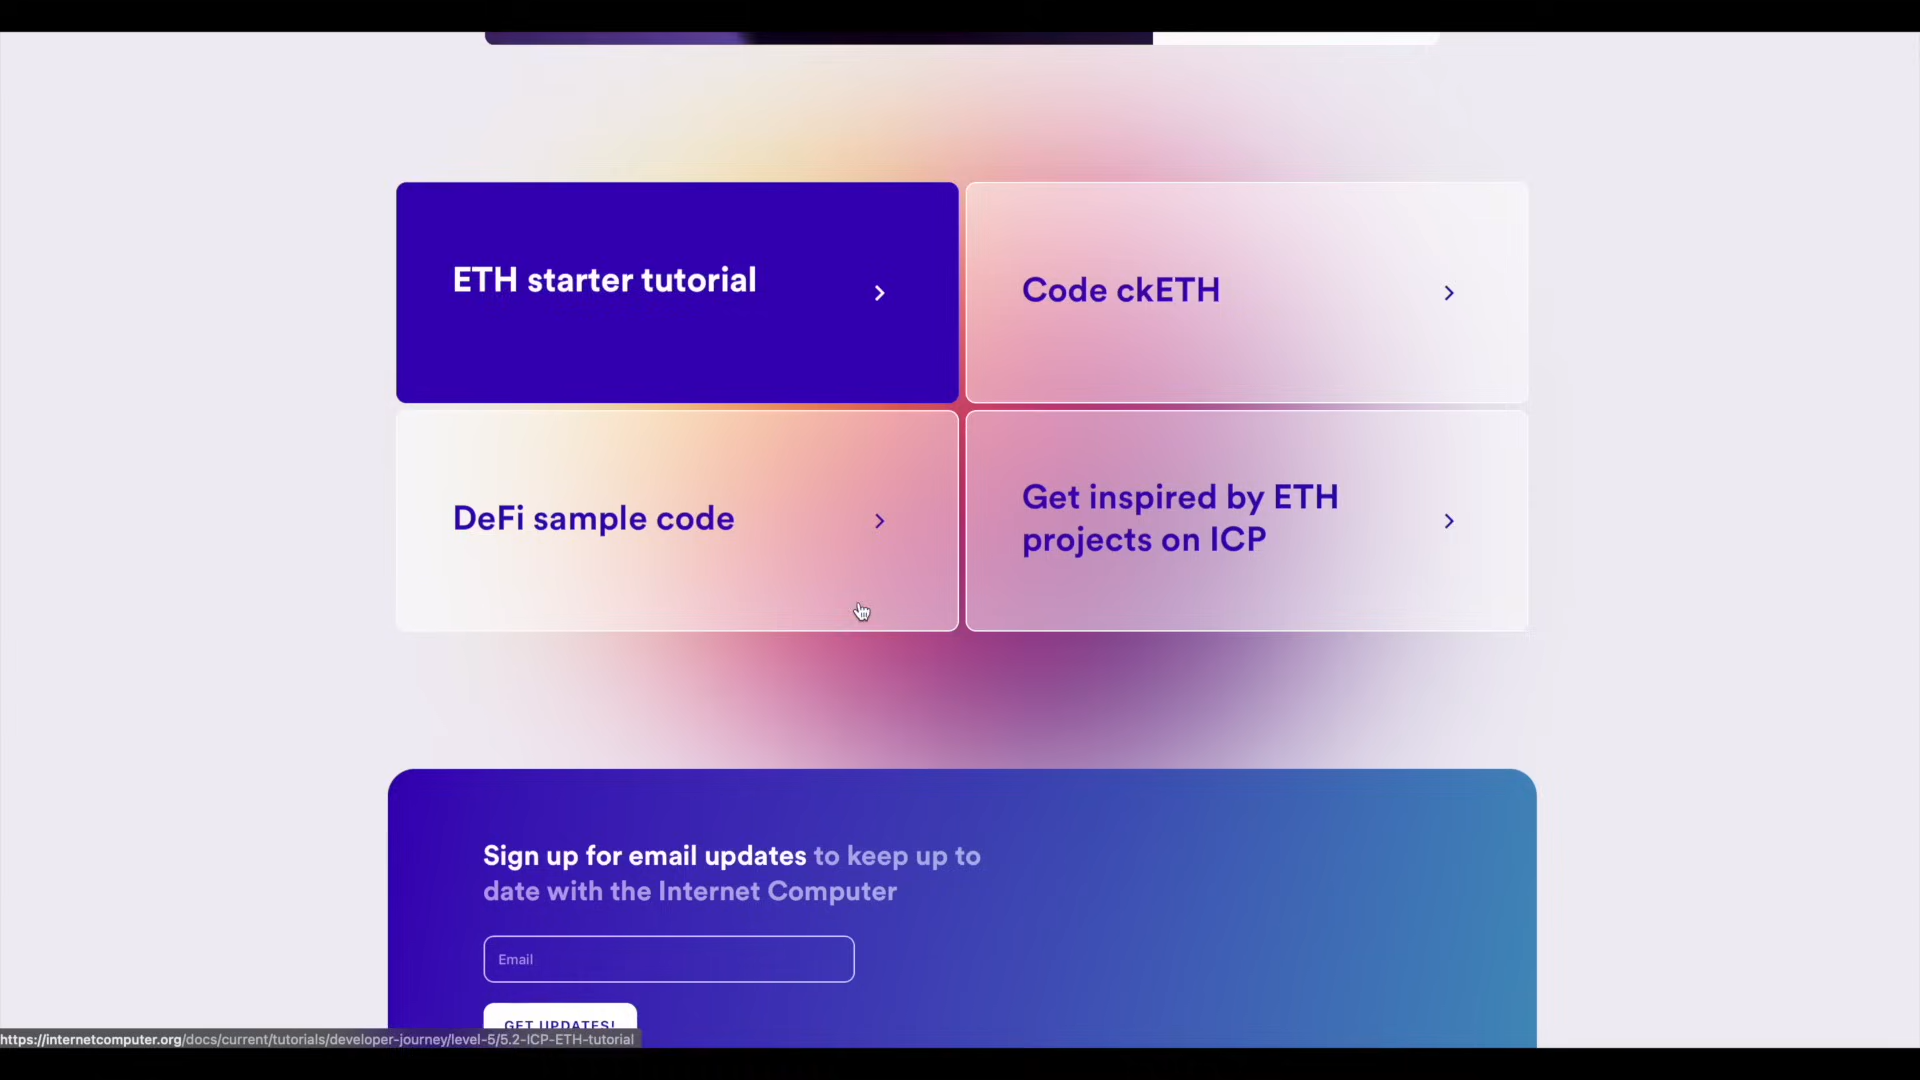 ETH starter tutorial
Code ckETH
DeFi sample code
Get inspired by ETH
projects on ICP
Sign up for email updates to keep up to
date with the Internet Computer
Email
GET UPDATES!
https://internetcomputer.org/docs/current/tutorials/developer-journey/level-5/5.2-ICP-ETH-tutorial